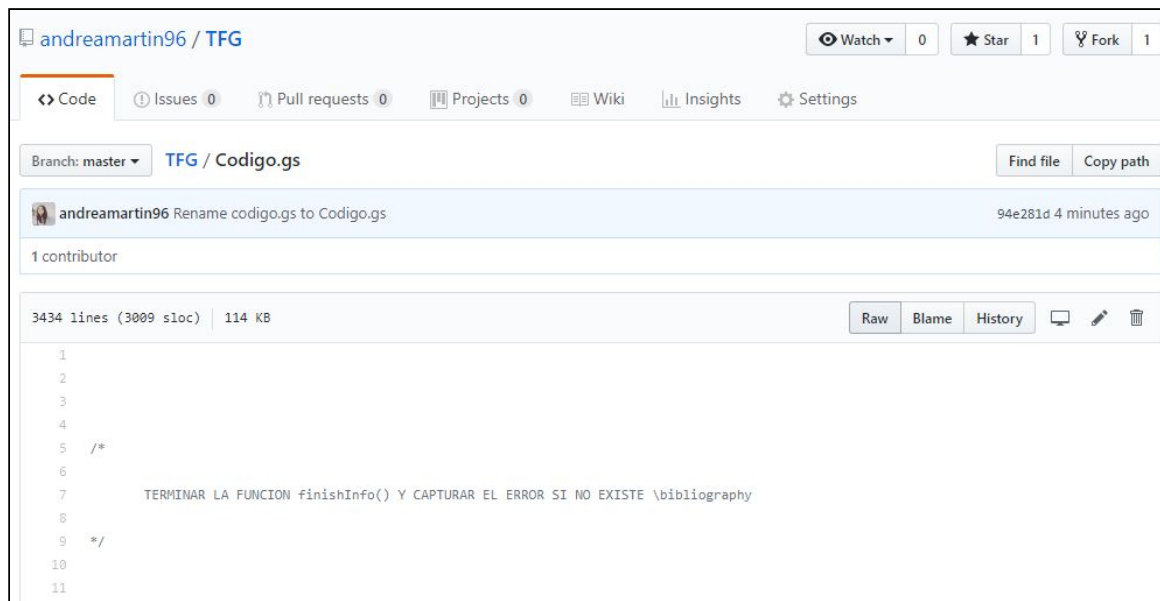 andreamartin96 / TFG
Watch 0 Star 1 Fork 1
Code Issues 0 Pull requests 0 Projects 0 Wiki Insights Settings
Branch: master TFG / Codigo.gs Find file Copy path
andreamartin96 Rename codigo.gs to Codigo.gs 94e281d 4 minutes ago
1 contributor
3434 lines (3009 sloc) 114 KB Raw Blame History
1
2
3
4
5 /*
6
7 TERMINAR LA FUNCION finishInfo() Y CAPTURAR EL ERROR SI NO EXISTE \bibliography
8
9 */
10
11